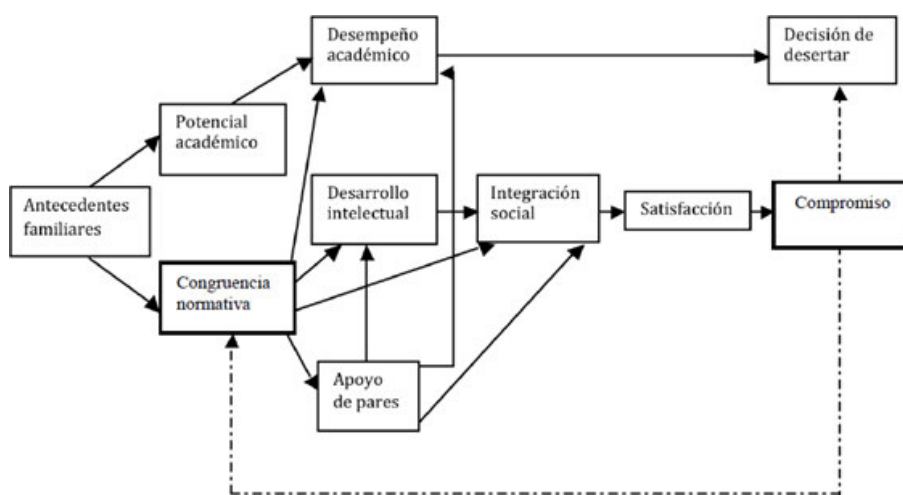 Desempeño
académico
Decisión de
desertar
Potencial
académico
Antecedentes
familiares
Desarrollo
intelectual
Integración
social
Satisfacción
Compromiso
Congruencia
normativa
Apoyo
de pares